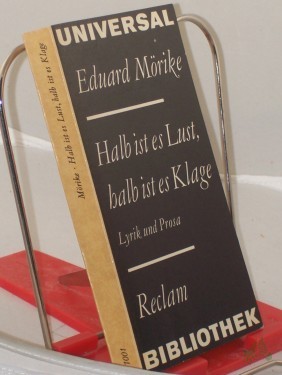 UNIVERSAL
Eduard Mörike
Halb ist es Lust,
halb ist es Klage
Lyrik und Prosa
Reclam
BIBLIOTHEK
Mörike · Halb ist es Lust, halb ist es Klage
1001